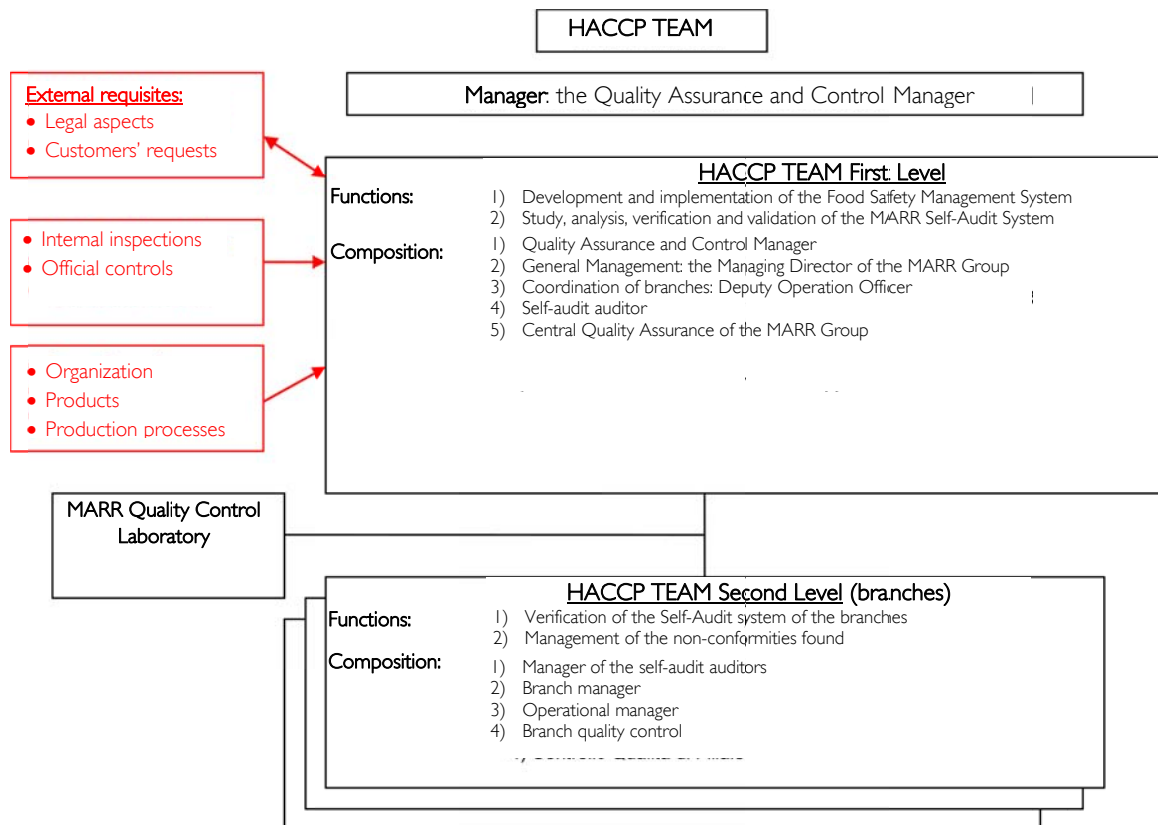 HACCP TEAM
Manager: the Quality Assurance and Control Manager
External requisites:
• Legal aspects
• Customers' requests
• Internal inspections
• Official controls
• Organization
• Products
• Production processes
HACCP TEAM First Level
Functions:
1) Development and implementation of the Food Safety Management System
2) Study, analysis, verification and validation of the MARR Self-Audit System
Composition:
1) Quality Assurance and Control Manager
2) General Management: the Managing Director of the MARR Group
3) Coordination of branches: Deputy Operation Officer
4) Self-audit auditor
5) Central Quality Assurance of the MARR Group
MARR Quality Control
Laboratory
HACCP TEAM Second Level (branches)
Functions:
1) Verification of the Self-Audit system of the branches
2) Management of the non-conformities found
Composition:
1) Manager of the self-audit auditors
2) Branch manager
3) Operational manager
4) Branch quality control